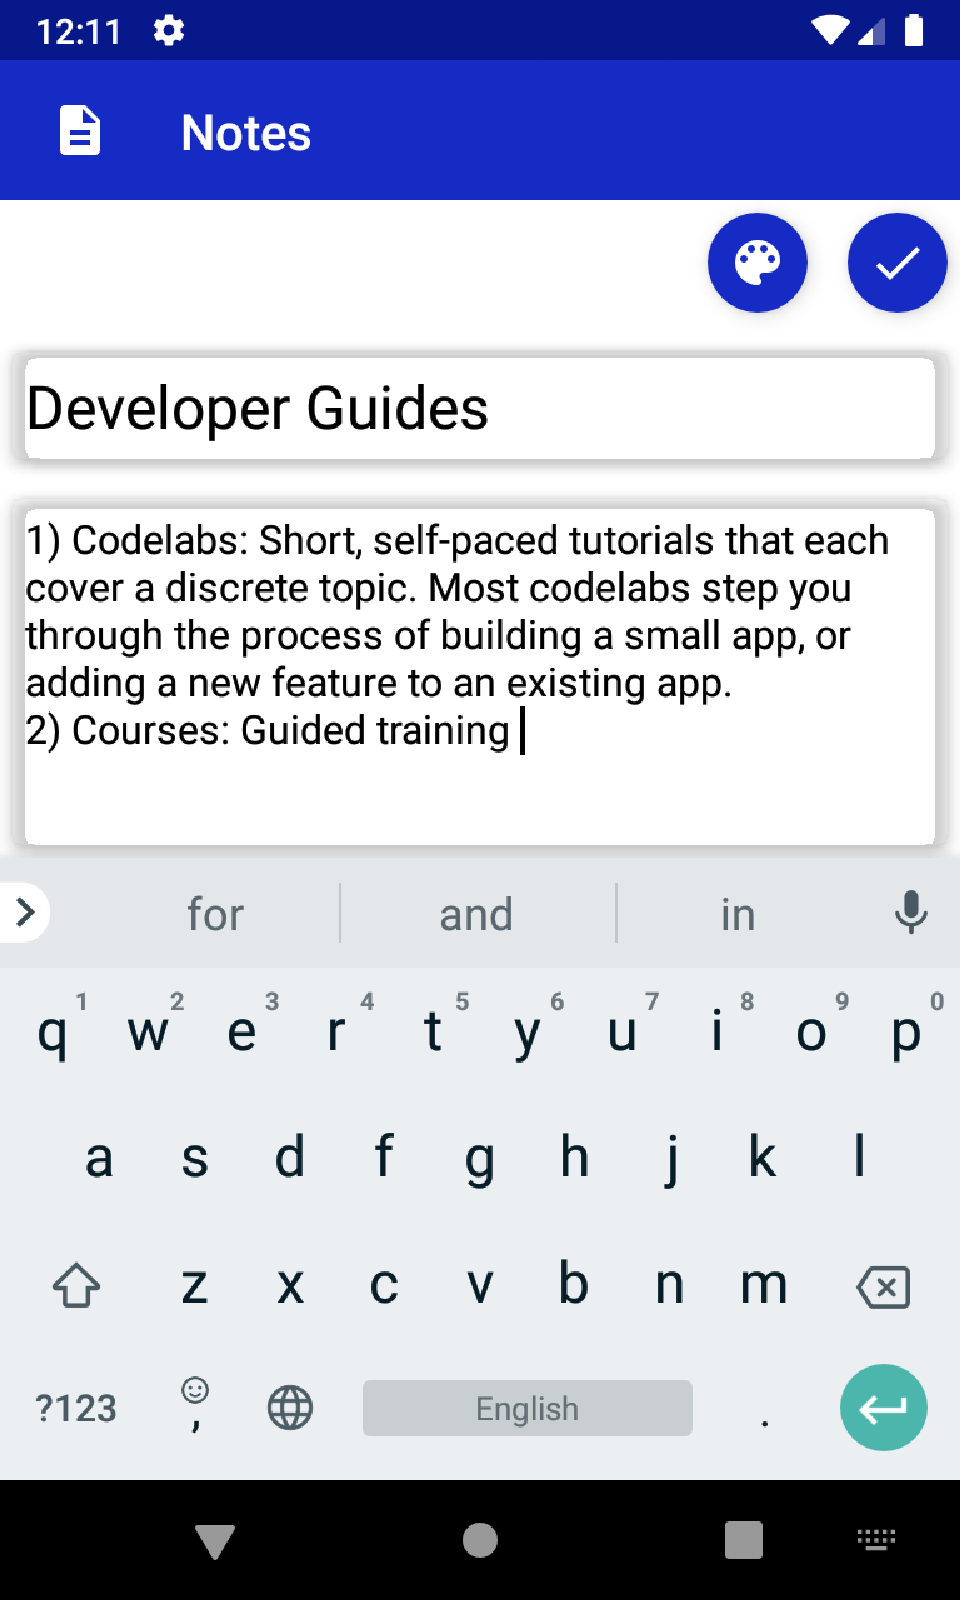 12:11
Notes
Developer Guides
1) Codelabs: Short, self-paced tutorials that each
cover a discrete topic. Most codelabs step you
through the process of building a small app, or
adding a new feature to an existing app.
2) Courses: Guided training
for and in
1 2 3 4 5 6 7 8 9 0
q w e r t y u i o p
a s d f g h j k l
z x c v b n m
?123 , English .